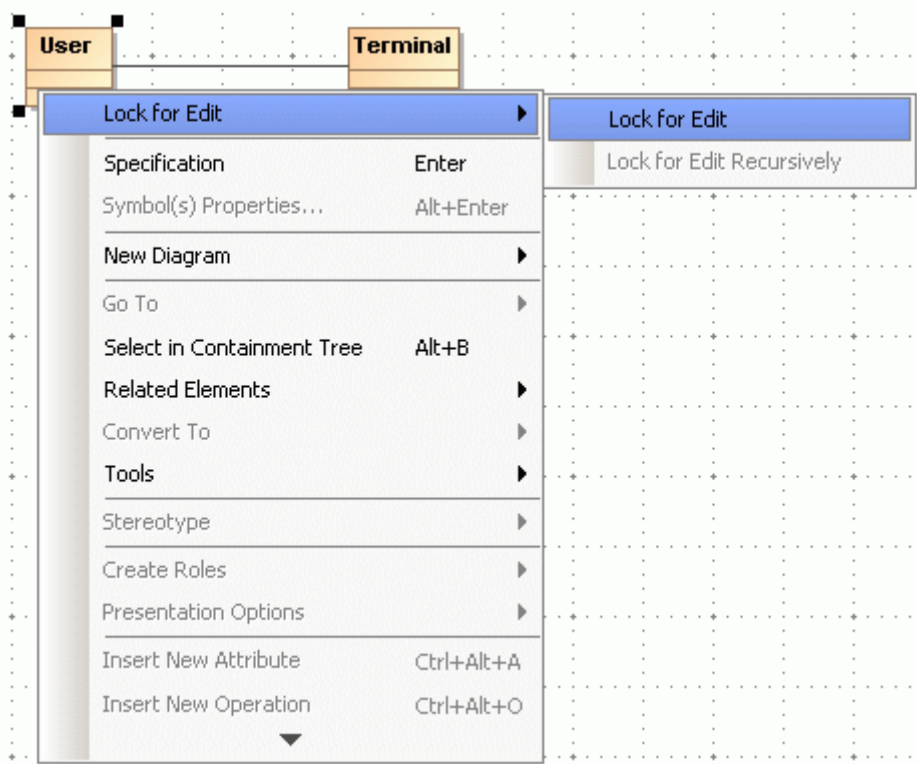 User Terminal
Lock for Edit
Lock for Edit
Lock for Edit Recursively
Specification Enter
Symbol(s) Properties... Alt+Enter
New Diagram
Go To
Select in Containment Tree Alt+B
Related Elements
Convert To
Tools
Stereotype
Create Roles
Presentation Options
Insert New Attribute Ctrl+Alt+A
Insert New Operation Ctrl+Alt+O